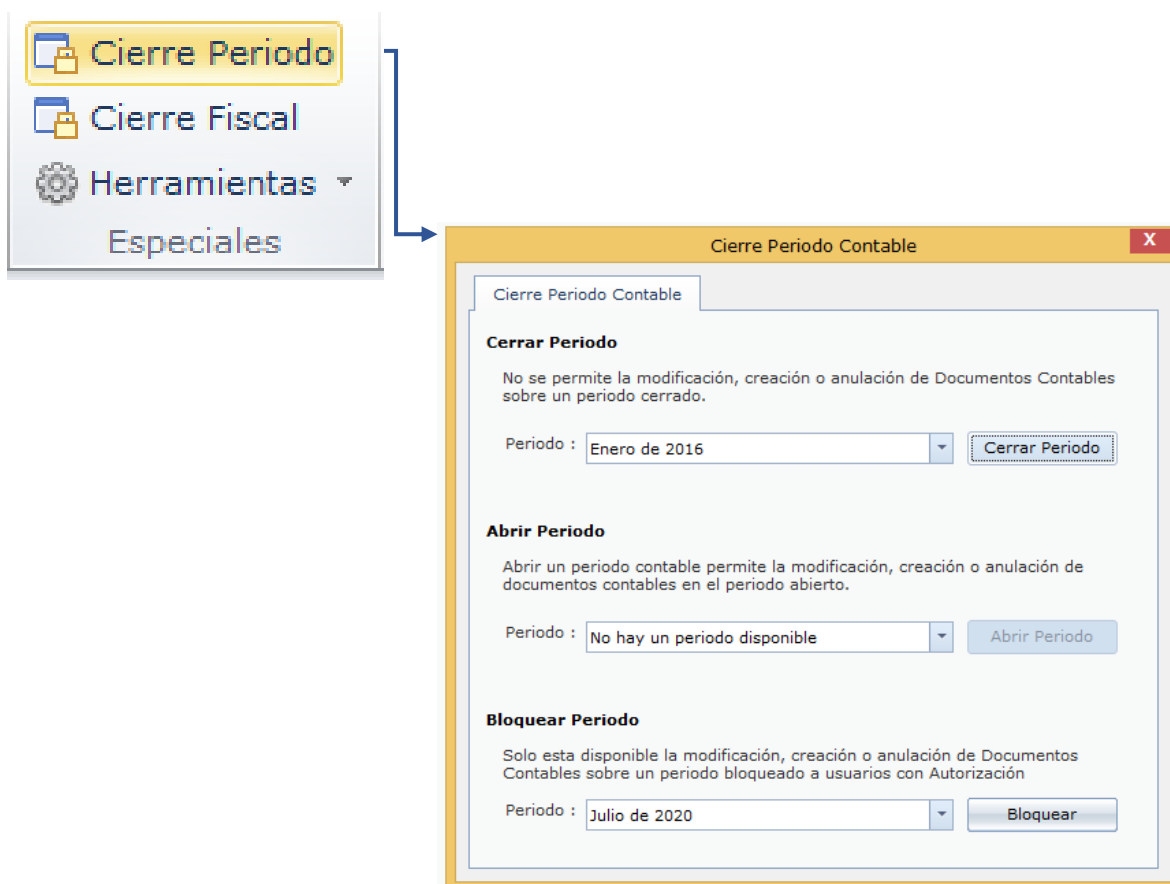 Cierre Periodo
Cierre Fiscal
Herramientas
Especiales
Cierre Periodo Contable
X
Cierre Periodo Contable
Cerrar Periodo
No se permite la modificación, creación o anulación de Documentos Contables
sobre un periodo cerrado.
Periodo : Enero de 2016 Cerrar Periodo
Abrir Periodo
Abrir un periodo contable permite la modificación, creación o anulación de
documentos contables en el periodo abierto.
Periodo : No hay un periodo disponible Abrir Periodo
Bloquear Periodo
Solo esta disponible la modificación, creación o anulación de Documentos
Contables sobre un periodo bloqueado a usuarios con Autorización
Periodo : Julio de 2020 Bloquear